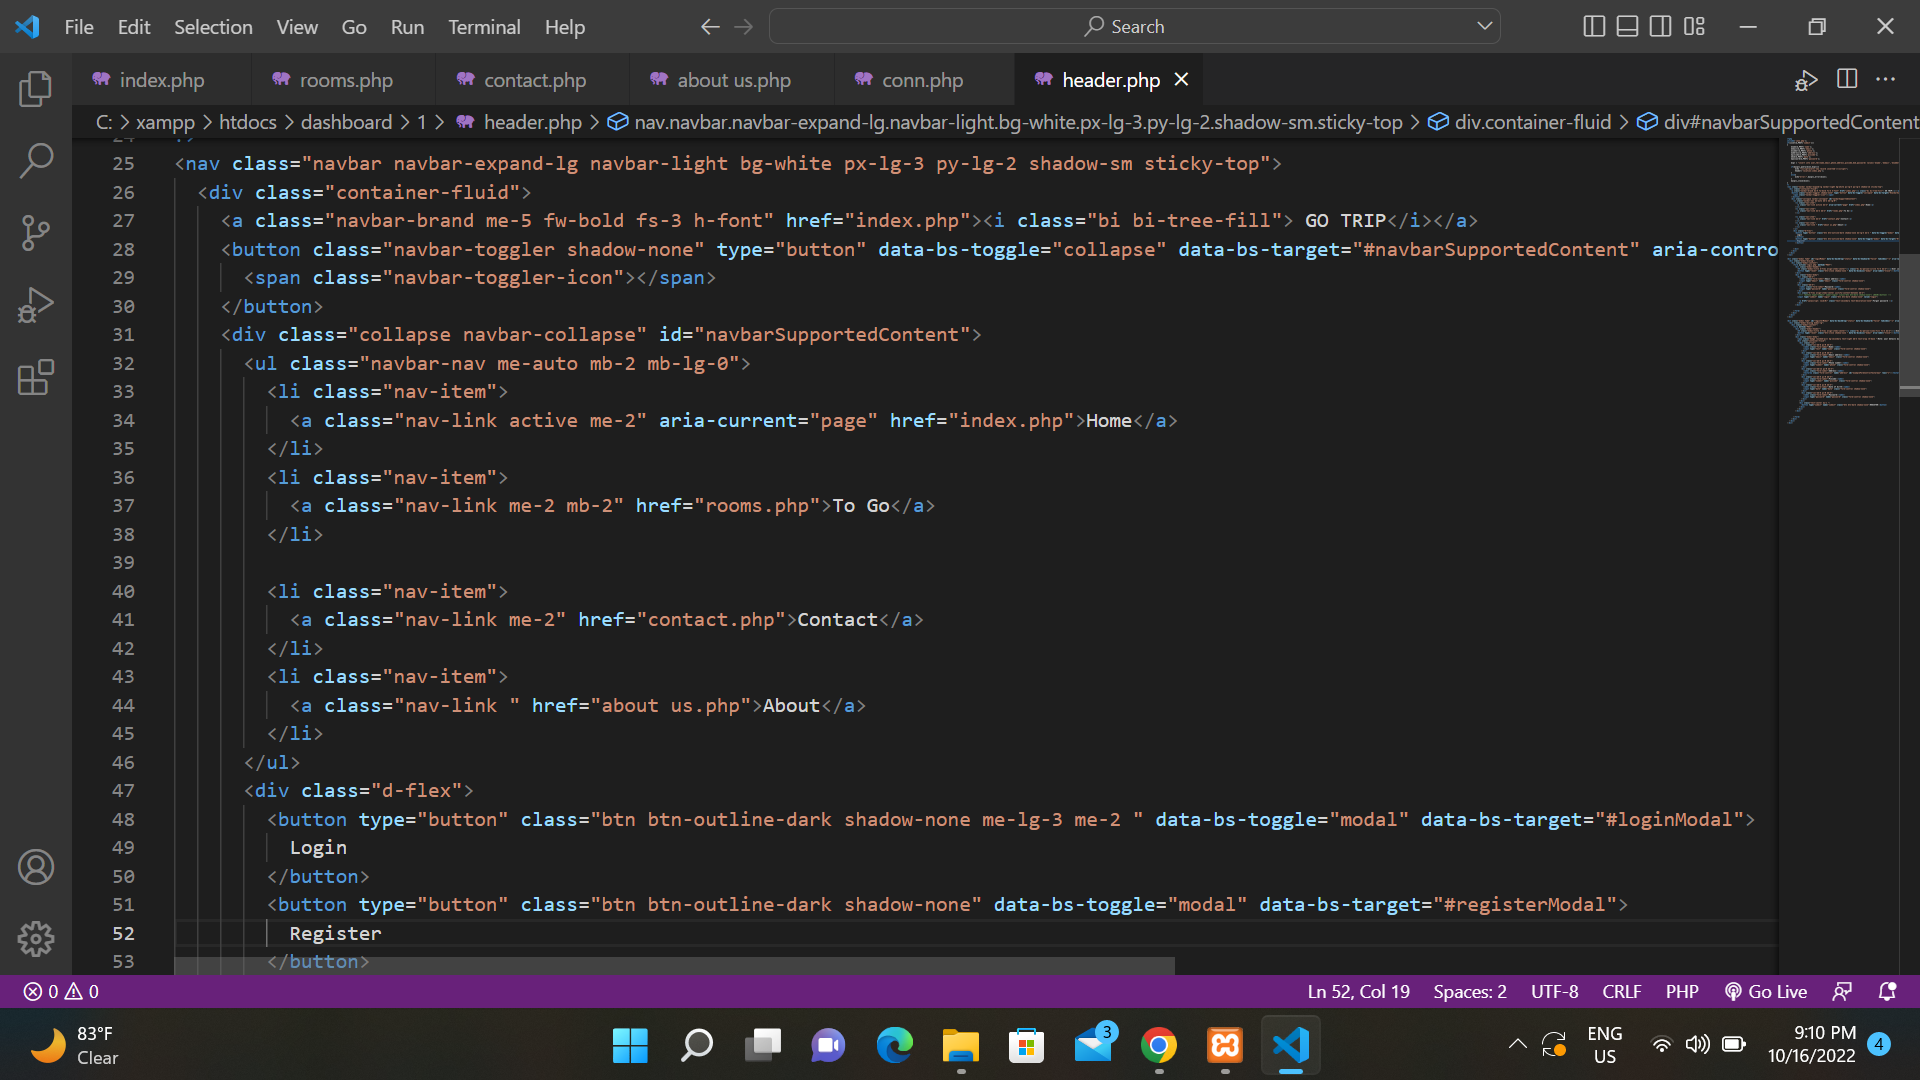 File Edit Selection View Go Run Terminal Help Search
index.php rooms.php contact.php about us.php conn.php header.php
C: > xampp > htdocs > dashboard > 1 > header.php > nav.navbar.navbar-expand-lg.navbar-light.bg-white.px-lg-3.py-lg-2.shadow-sm.sticky-top > div.container-fluid > div#navbarSupportedContent
25 <nav class="navbar navbar-expand-lg navbar-light bg-white px-lg-3 py-lg-2 shadow-sm sticky-top">
26 <div class="container-fluid">
27 <a class="navbar-brand me-5 fw-bold fs-3 h-font" href="index.php"><i class="bi bi-tree-fill"> GO TRIP</i></a>
28 <button class="navbar-toggler shadow-none" type="button" data-bs-toggle="collapse" data-bs-target="#navbarSupportedContent" aria-contro
29 <span class="navbar-toggler-icon"></span>
30 </button>
31 <div class="collapse navbar-collapse" id="navbarSupportedContent">
32 <ul class="navbar-nav me-auto mb-2 mb-lg-0">
33 <li class="nav-item">
34 <a class="nav-link active me-2" aria-current="page" href="index.php">Home</a>
35 </li>
36 <li class="nav-item">
37 <a class="nav-link me-2 mb-2" href="rooms.php">To Go</a>
38 </li>
39
40 <li class="nav-item">
41 <a class="nav-link me-2" href="contact.php">Contact</a>
42 </li>
43 <li class="nav-item">
44 <a class="nav-link " href="about us.php">About</a>
45 </li>
46 </ul>
47 <div class="d-flex">
48 <button type="button" class="btn btn-outline-dark shadow-none me-lg-3 me-2 " data-bs-toggle="modal" data-bs-target="#loginModal">
49 Login
50 </button>
51 <button type="button" class="btn btn-outline-dark shadow-none" data-bs-toggle="modal" data-bs-target="#registerModal">
52 Register
53 </button>
0 0 Ln 52, Col 19 Spaces: 2 UTF-8 CRLF PHP Go Live
83°F
Clear
3
ENG
US
9:10 PM
10/16/2022
4